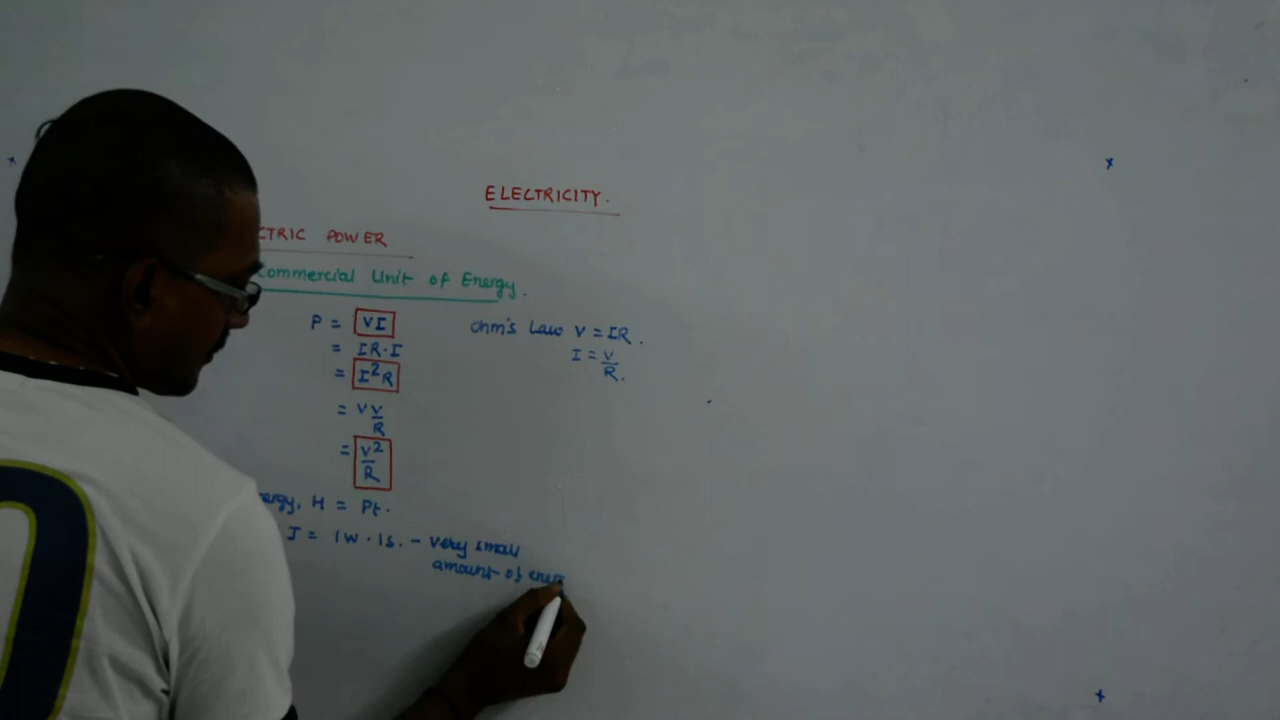 ELECTRICITY.
CTRIC POWER
Commercial Unit of Energy.
P = VI
= IR·I
= I²R
= V V/R
= V²/R
Ohm's Law V = IR.
I = V/R.
ergy, H = Pt.
J = 1W · 1s. - Very small
amount of ener